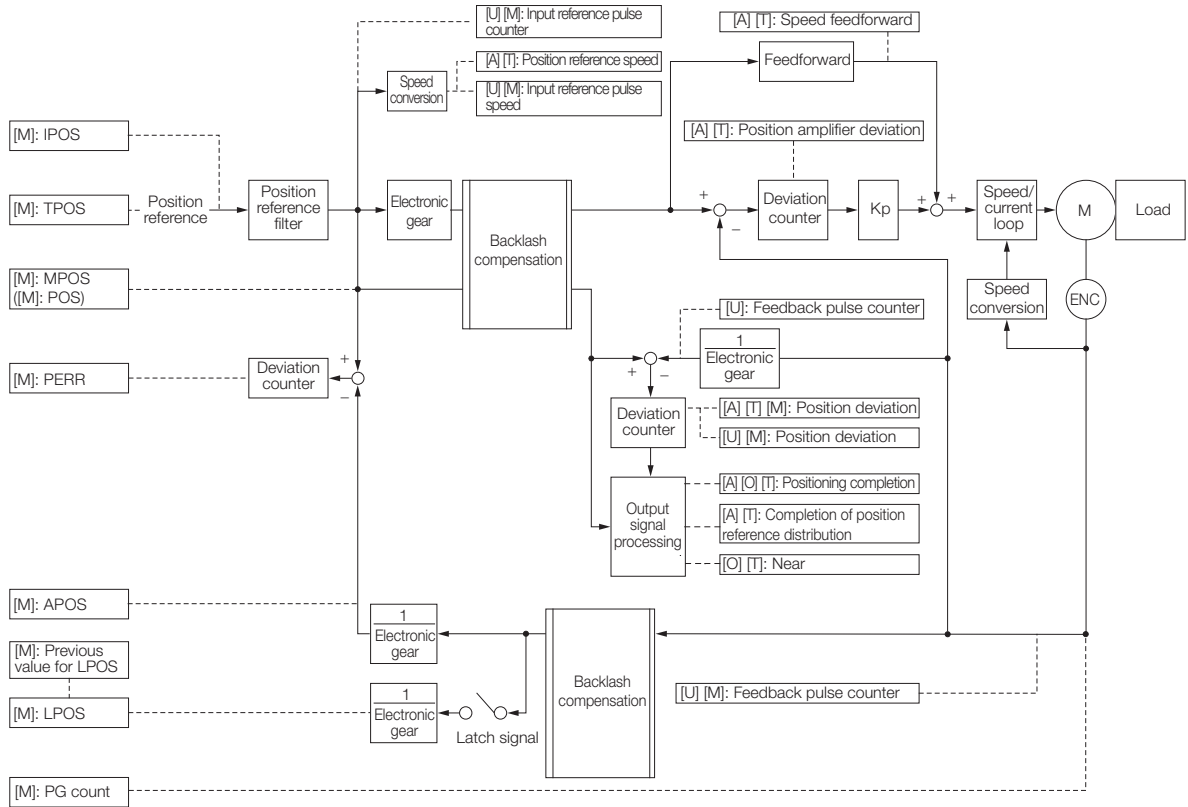 [U] [M]: Input reference pulse
counter
[A] [T]: Speed feedforward
[A] [T]: Position reference speed
Feedforward
Speed
conversion
[U] [M]: Input reference pulse
speed
[M]: IPOS
[A] [T]: Position amplifier deviation
[M]: TPOS
Position
reference
Position
reference
filter
Electronic
gear
Backlash
compensation
+
−
Deviation
counter
Kp
+
+
Speed/
current
loop
M
Load
[M]: MPOS
([M]: POS)
Speed
conversion
ENC
[U]: Feedback pulse counter
[M]: PERR
Deviation
counter
+
−
+
−
1
Electronic
gear
Deviation
counter
[A] [T] [M]: Position deviation
[U] [M]: Position deviation
Output
signal
processing
[A] [O] [T]: Positioning completion
[A] [T]: Completion of position
reference distribution
[O] [T]: Near
[M]: APOS
1
Electronic
gear
[M]: Previous
value for LPOS
Backlash
compensation
[U] [M]: Feedback pulse counter
[M]: LPOS
1
Electronic
gear
Latch signal
[M]: PG count